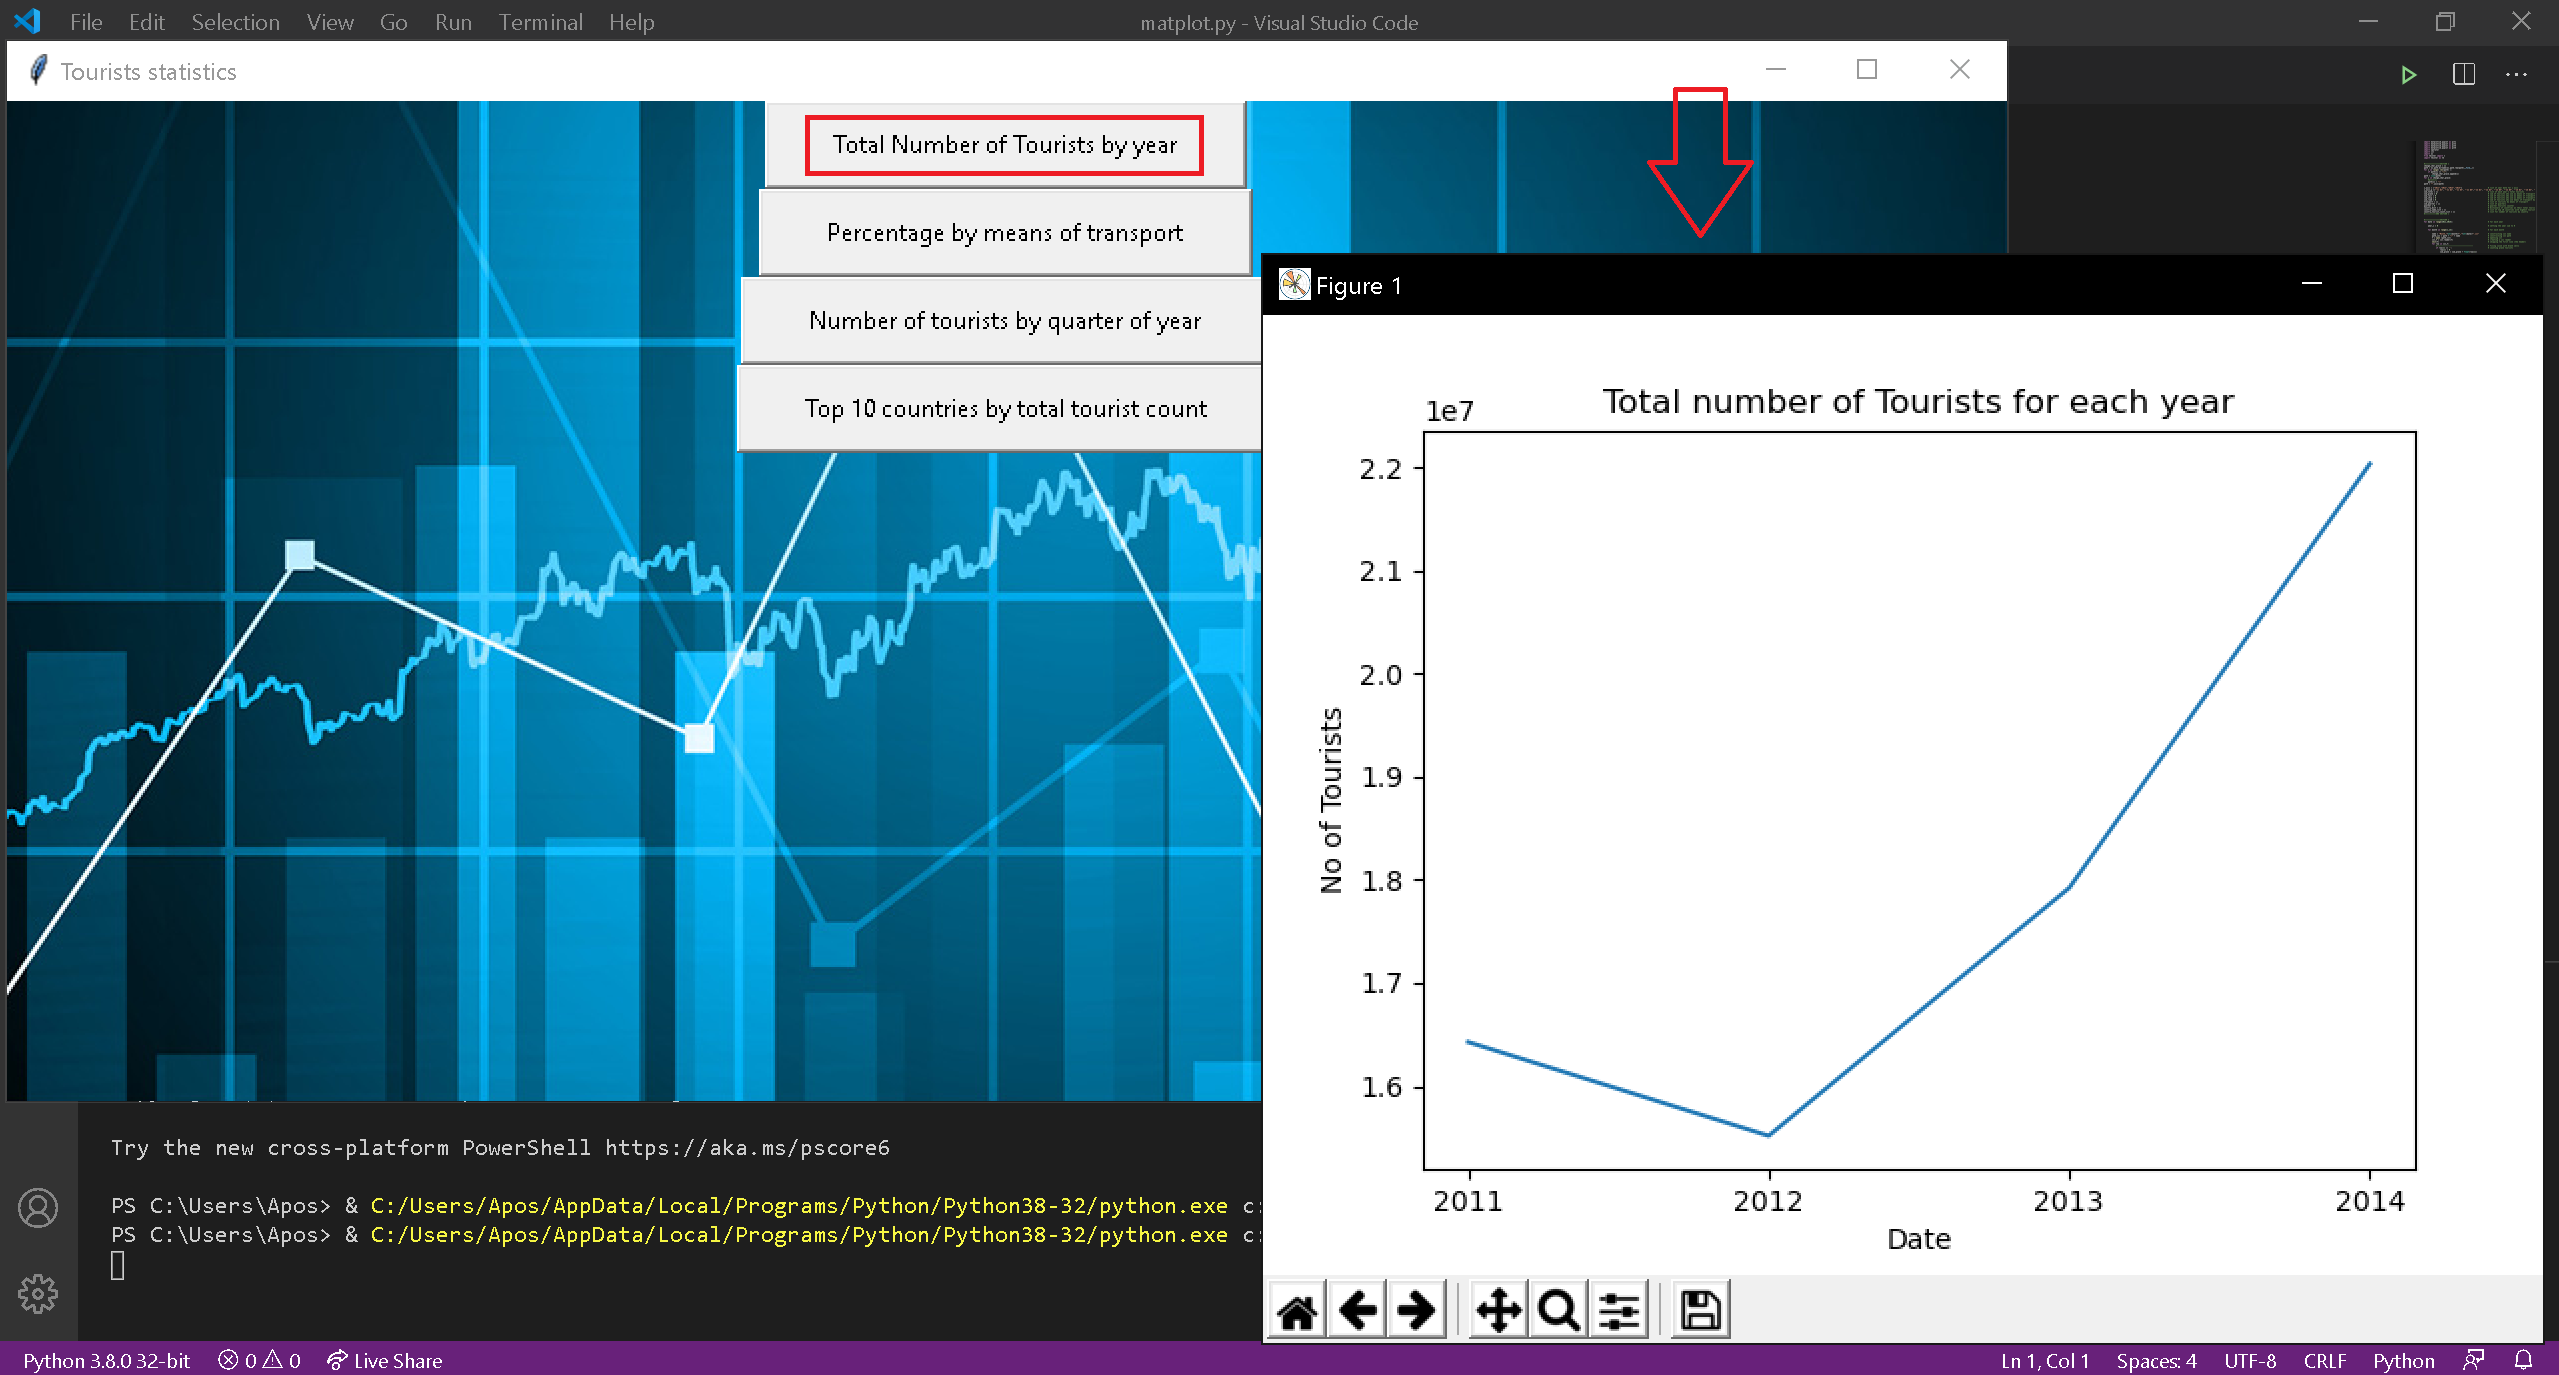 File Edit Selection View Go Run Terminal Help
matplot.py - Visual Studio Code
Tourists statistics
Total Number of Tourists by year
Percentage by means of transport
Number of tourists by quarter of year
Top 10 countries by total tourist count
Figure 1
Total number of Tourists for each year
1e7
2.2
2.1
2.0
1.9
1.8
1.7
1.6
No of Tourists
2011 2012 2013 2014
Date
Try the new cross-platform PowerShell https://aka.ms/pscore6
PS C:\Users\Apos> & C:/Users/Apos/AppData/Local/Programs/Python/Python38-32/python.exe c:
PS C:\Users\Apos> & C:/Users/Apos/AppData/Local/Programs/Python/Python38-32/python.exe c:
Python 3.8.0 32-bit 0 0 Live Share
Ln 1, Col 1 Spaces: 4 UTF-8 CRLF Python